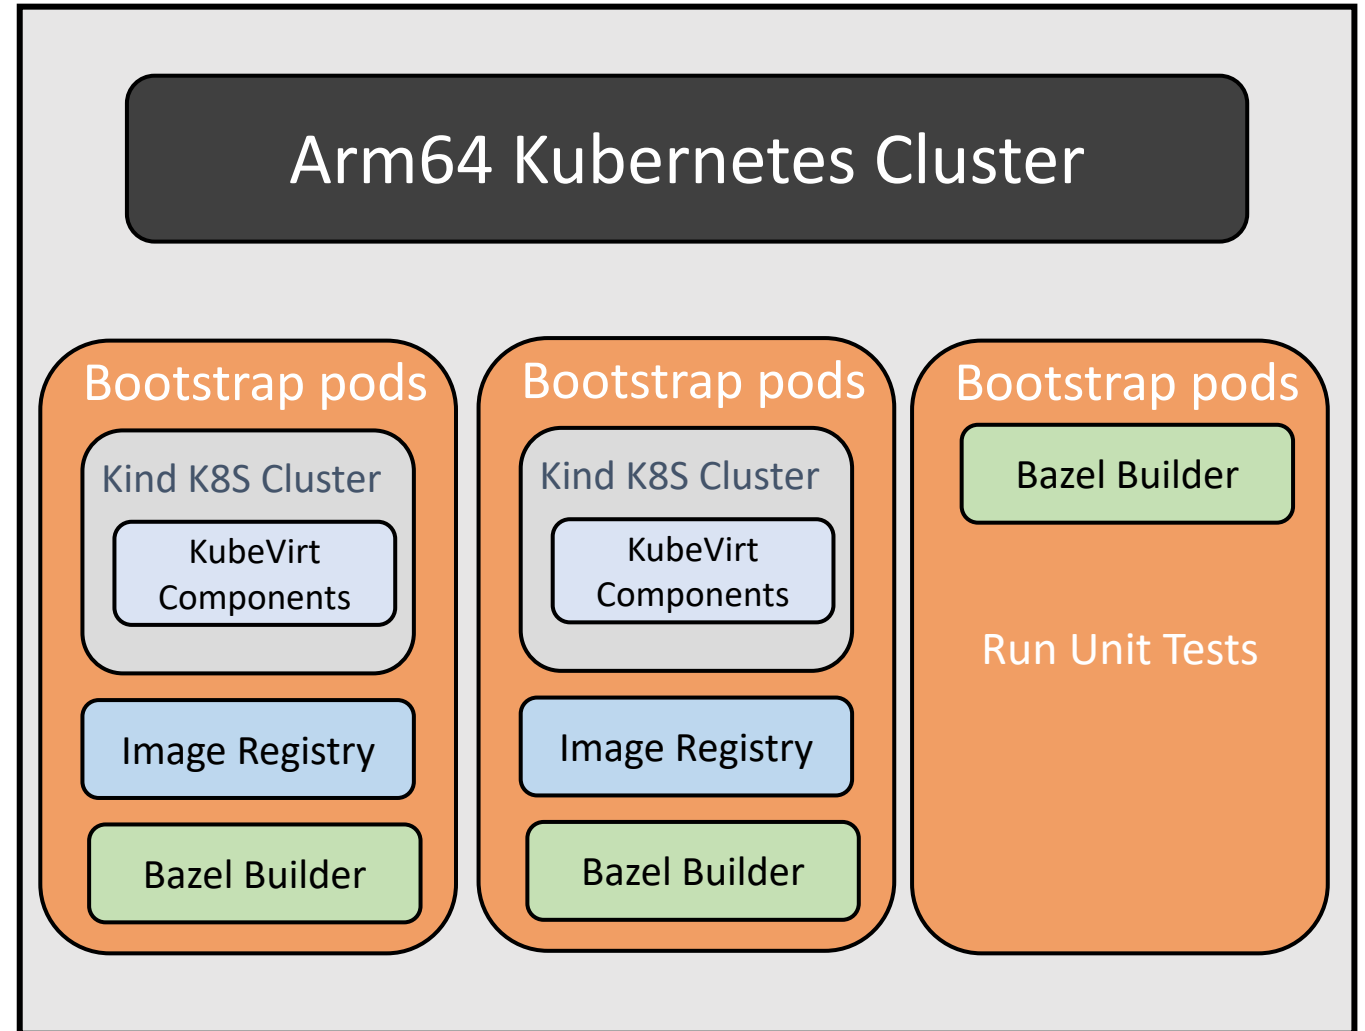 Arm64 Kubernetes Cluster
Bootstrap pods
Kind K8S Cluster
KubeVirt
Components
Image Registry
Bazel Builder
Bootstrap pods
Kind K8S Cluster
KubeVirt
Components
Image Registry
Bazel Builder
Bootstrap pods
Bazel Builder
Run Unit Tests